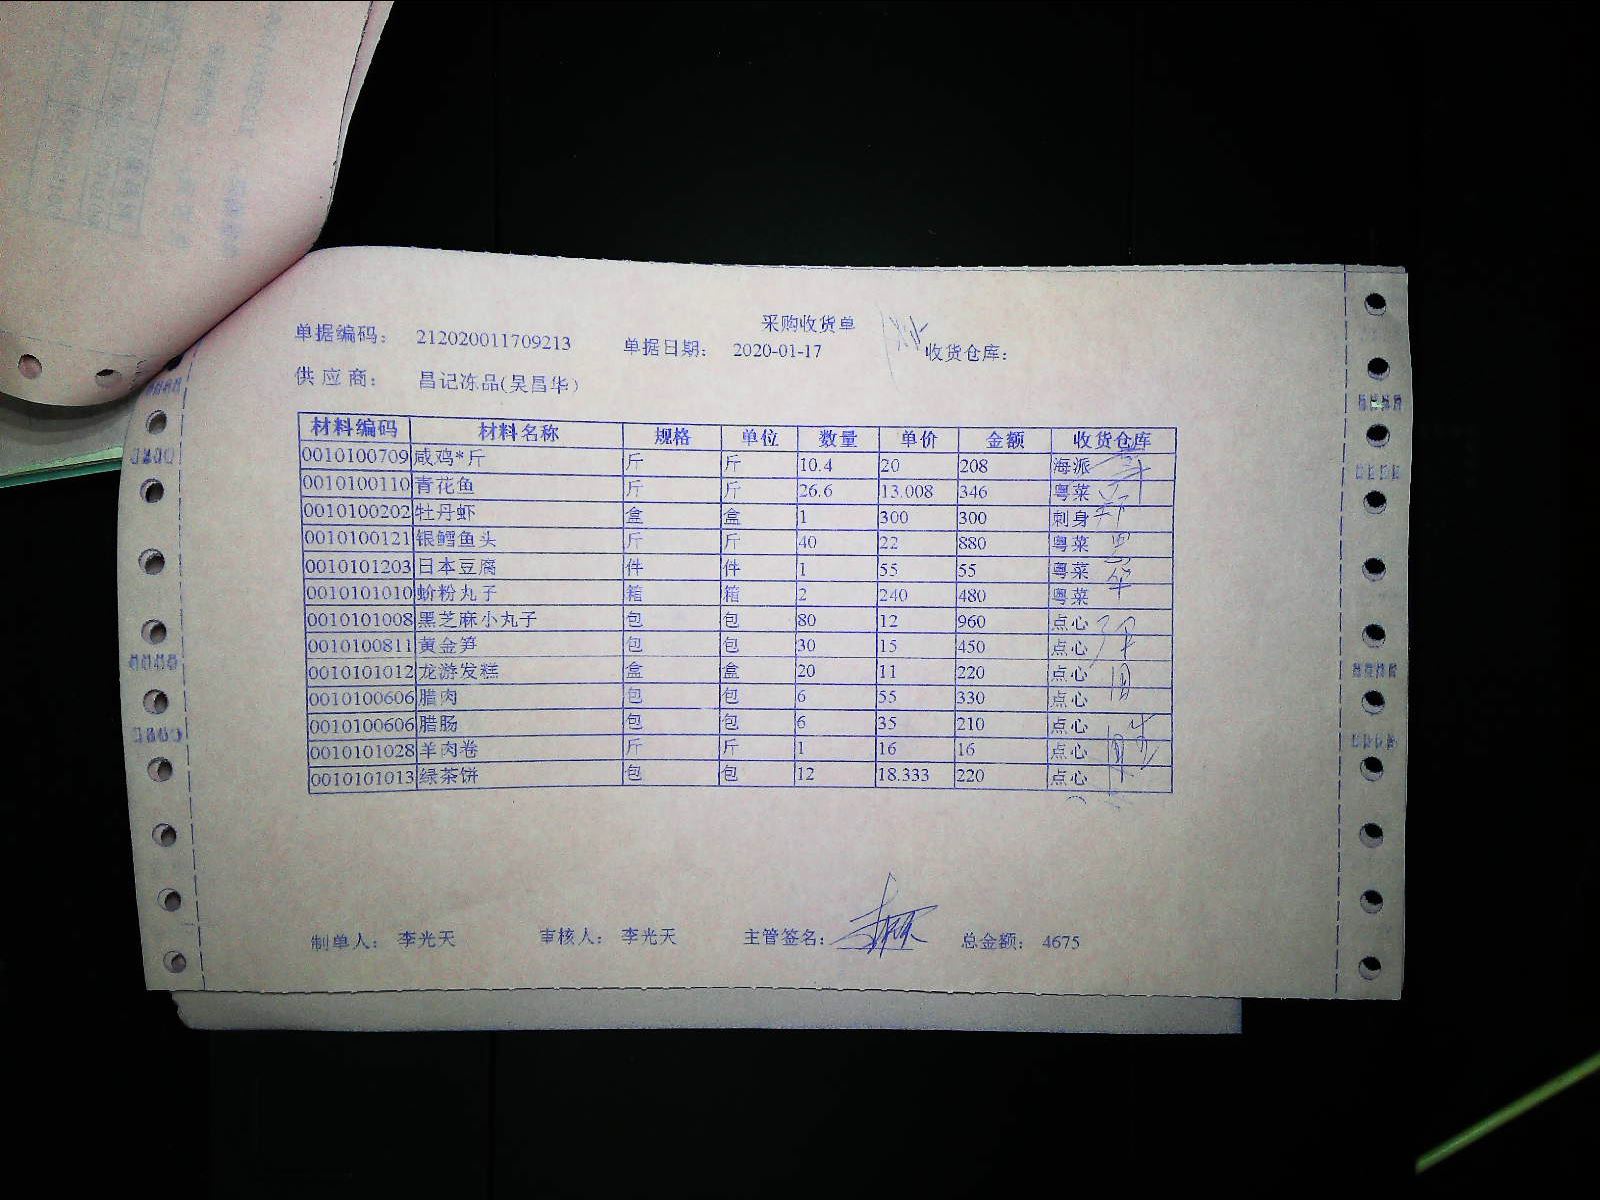 采购收货单
单据编码： 212020011709213 单据日期： 2020-01-17 收货仓库：
供应商： 昌记冻品(吴昌华)
材料编码 材料名称 规格 单位 数量 单价 金额 收货仓库
0010100709 咸鸡*斤 斤 斤 10.4 20 208 海派
0010100110 青花鱼 斤 斤 26.6 13.008 346 粤菜
0010100202 牡丹虾 盒 盒 1 300 300 刺身
0010100121 银鳕鱼头 斤 斤 40 22 880 粤菜
0010101203 日本豆腐 件 件 1 55 55 粤菜
0010101010 蚧粉丸子 箱 箱 2 240 480 粤菜
0010101008 黑芝麻小丸子 包 包 80 12 960 点心
0010100811 黄金笋 包 包 30 15 450 点心
0010101012 龙游发糕 盒 盒 20 11 220 点心
0010100606 腊肉 包 包 6 55 330 点心
0010100606 腊肠 包 包 6 35 210 点心
0010101028 羊肉卷 斤 斤 1 16 16 点心
0010101013 绿茶饼 包 包 12 18.333 220 点心
制单人： 李光天 审核人： 李光天 主管签名： 总金额： 4675